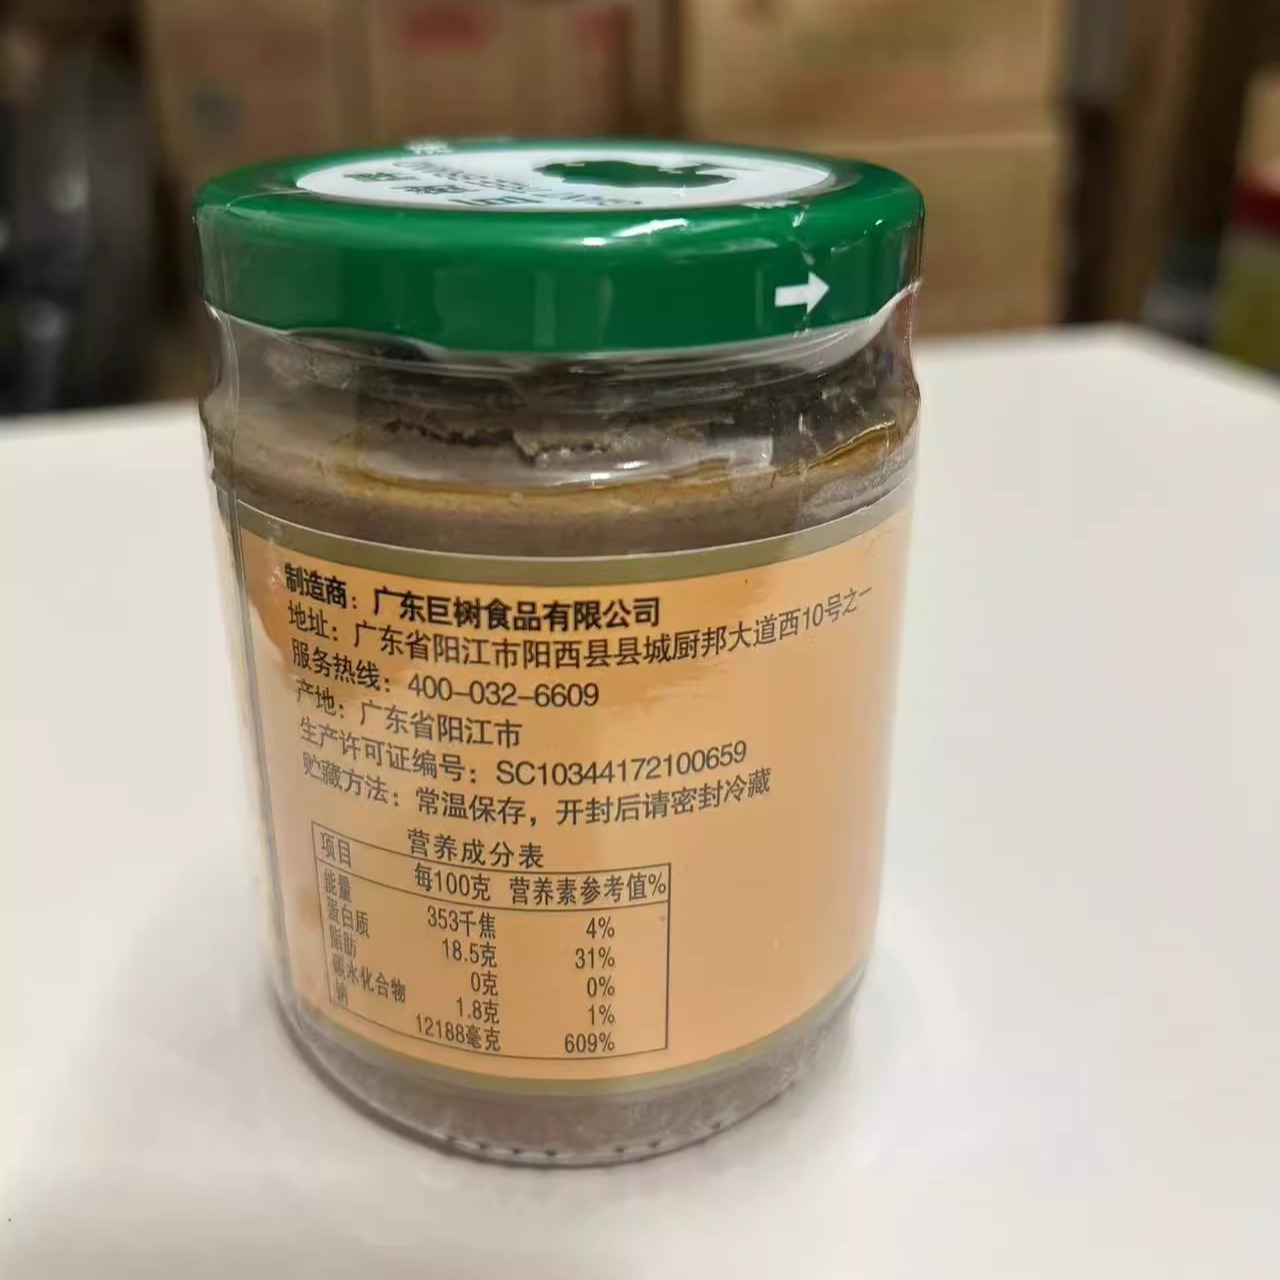 制造商：广东巨树食品有限公司
地址：广东省阳江市阳西县县城厨邦大道西10号之一
服务热线：400-032-6609
产地：广东省阳江市
生产许可证编号：SC10344172100659
贮藏方法：常温保存，开封后请密封冷藏
营养成分表
项目 每100克 营养素参考值%
能量 353千焦 4%
蛋白质 18.5克 31%
脂肪 0克 0%
碳水化合物 1.8克 1%
钠 12188毫克 609%